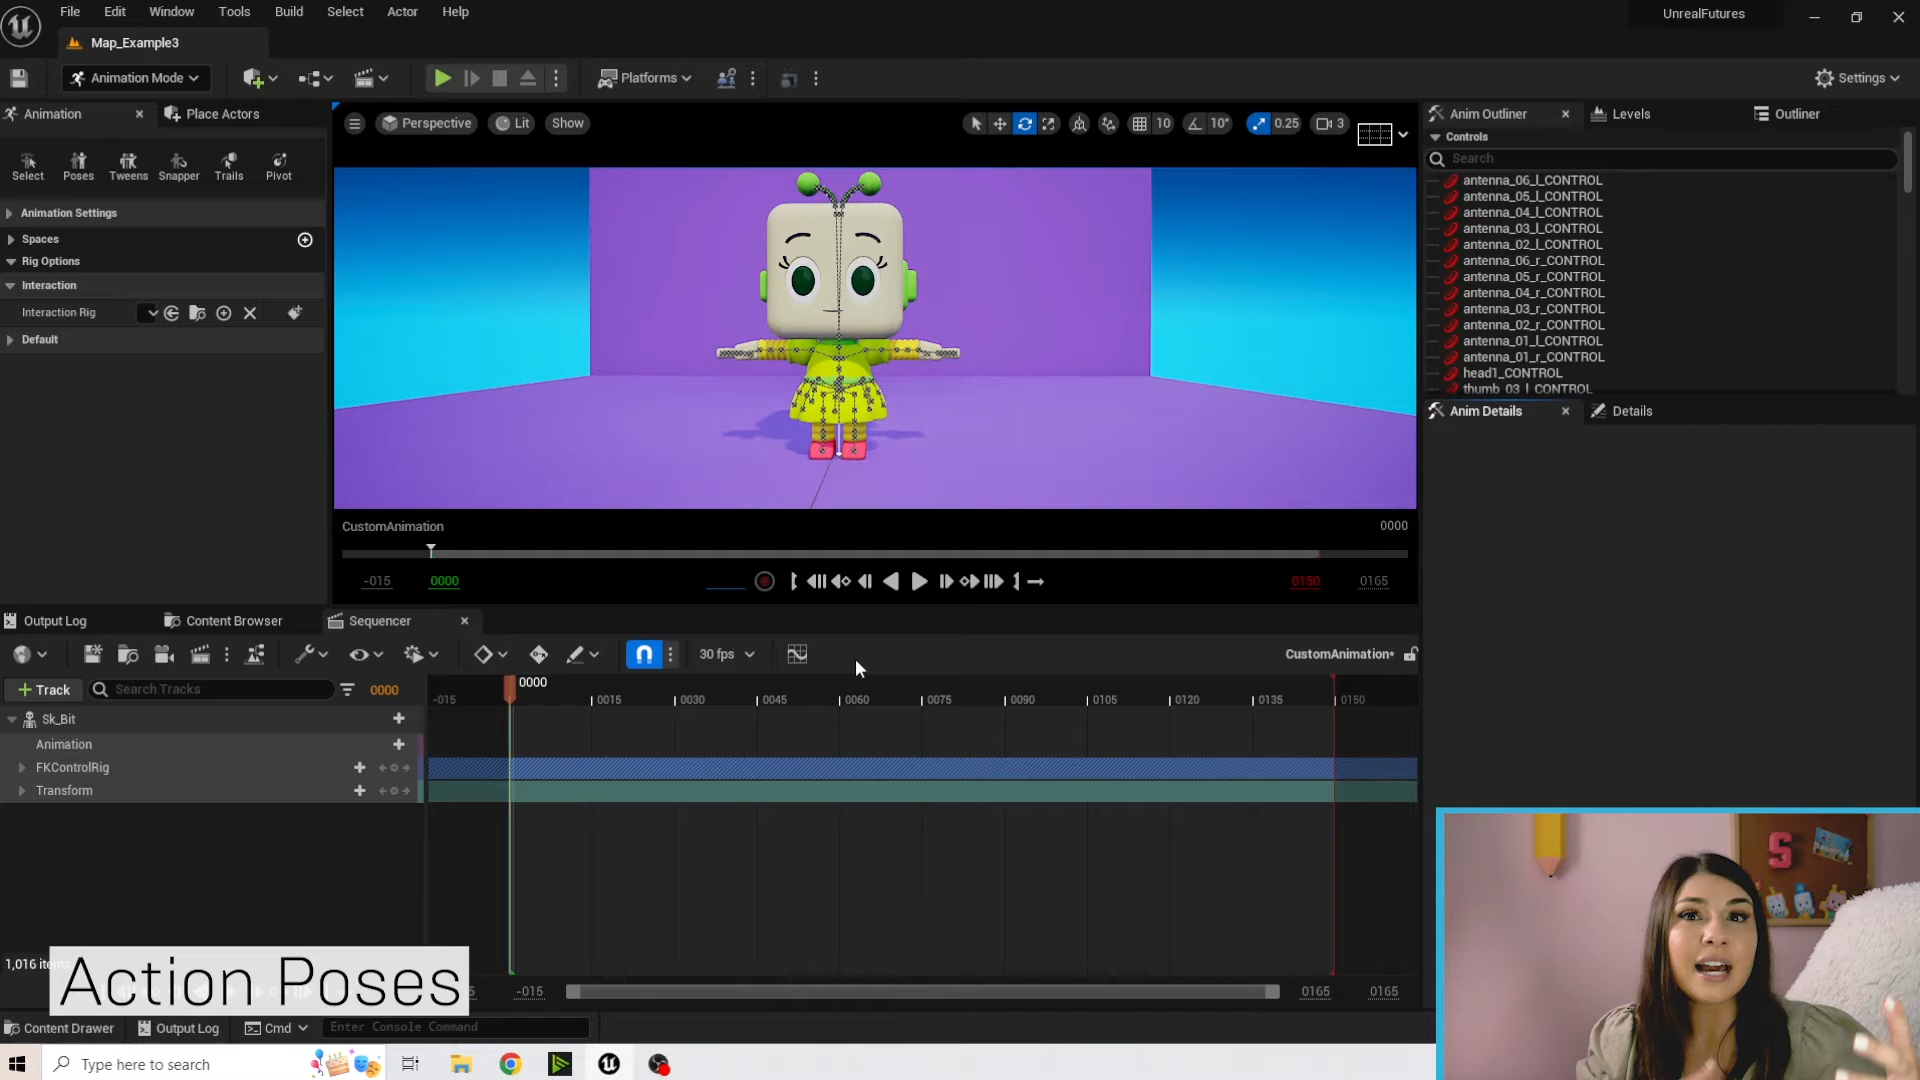 File Edit Window Tools Build Select Actor Help
UnrealFutures
Map_Example3
Animation Mode
Platforms
Settings
Animation
Place Actors
Perspective
Lit
Show
10
10°
0.25
3
Anim Outliner
Levels
Outliner
Controls
Search
Select Poses Tweens Snapper Trails Pivot
Animation Settings
Spaces
Rig Options
Interaction
Interaction Rig
Default
antenna_06_l_CONTROL
antenna_05_l_CONTROL
antenna_04_l_CONTROL
antenna_03_l_CONTROL
antenna_02_l_CONTROL
antenna_06_r_CONTROL
antenna_05_r_CONTROL
antenna_04_r_CONTROL
antenna_03_r_CONTROL
antenna_02_r_CONTROL
antenna_01_l_CONTROL
antenna_01_r_CONTROL
head1_CONTROL
thumb_03_l_CONTROL
Anim Details
Details
CustomAnimation
0000
-015
0000
0150
0165
Output Log
Content Browser
Sequencer
30 fps
CustomAnimation*
Track
Search Tracks
0000
0000
-015 0015 0030 0045 0060 0075 0090 0105 0120 0135 0150
Sk_Bit
Animation
FKControlRig
Transform
1,016
Action Poses
-015
0165
0165
Content Drawer
Output Log
Cmd
Enter Console Command
Type here to search
S